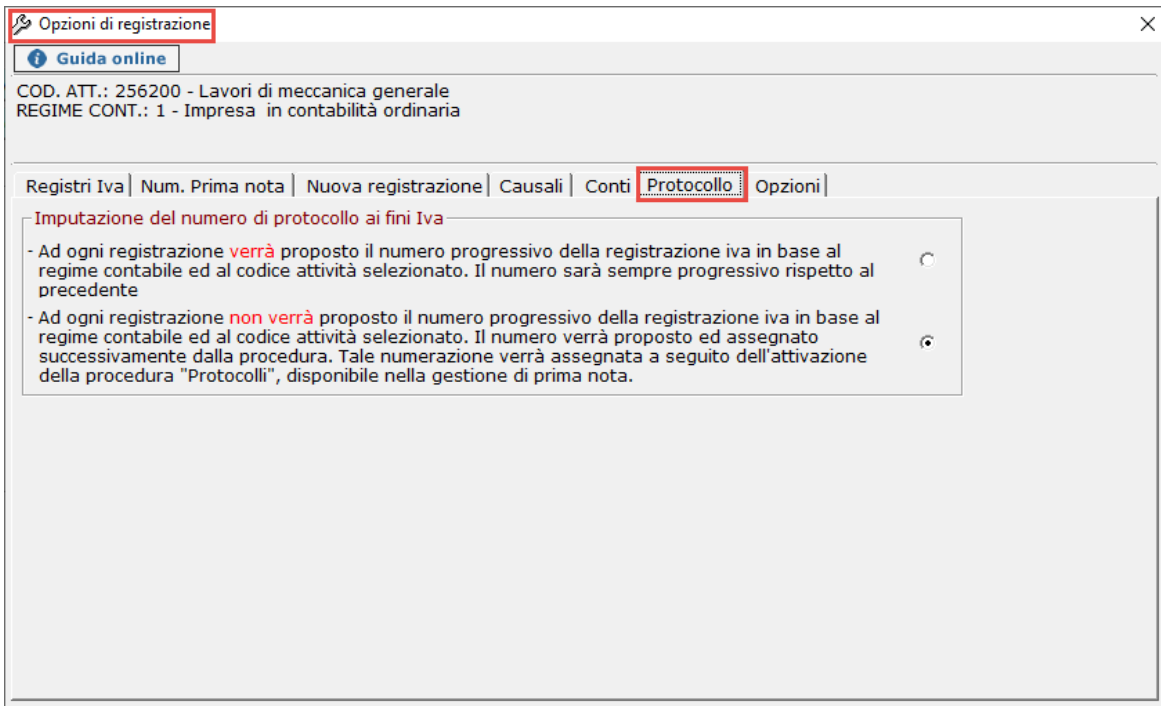 Opzioni di registrazione
Guida online
COD. ATT.: 256200 - Lavori di meccanica generale
REGIME CONT.: 1 - Impresa  in contabilità ordinaria
Registri Iva Num. Prima nota Nuova registrazione Causali Conti Protocollo Opzioni
Imputazione del numero di protocollo ai fini Iva
- Ad ogni registrazione verrà proposto il numero progressivo della registrazione iva in base al
regime contabile ed al codice attività selezionato. Il numero sarà sempre progressivo rispetto al
precedente
- Ad ogni registrazione non verrà proposto il numero progressivo della registrazione iva in base al
regime contabile ed al codice attività selezionato. Il numero verrà proposto ed assegnato
successivamente dalla procedura. Tale numerazione verrà assegnata a seguito dell'attivazione
della procedura "Protocolli", disponibile nella gestione di prima nota.